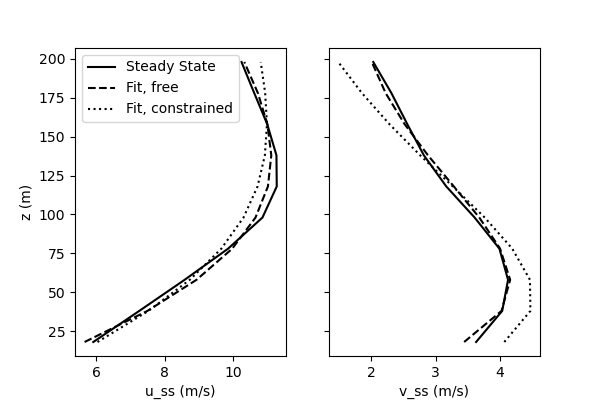 Steady State
Fit, free
Fit, constrained
z (m)
200
175
150
125
100
75
50
25
6 8 10
u_ss (m/s)
2 3 4
v_ss (m/s)